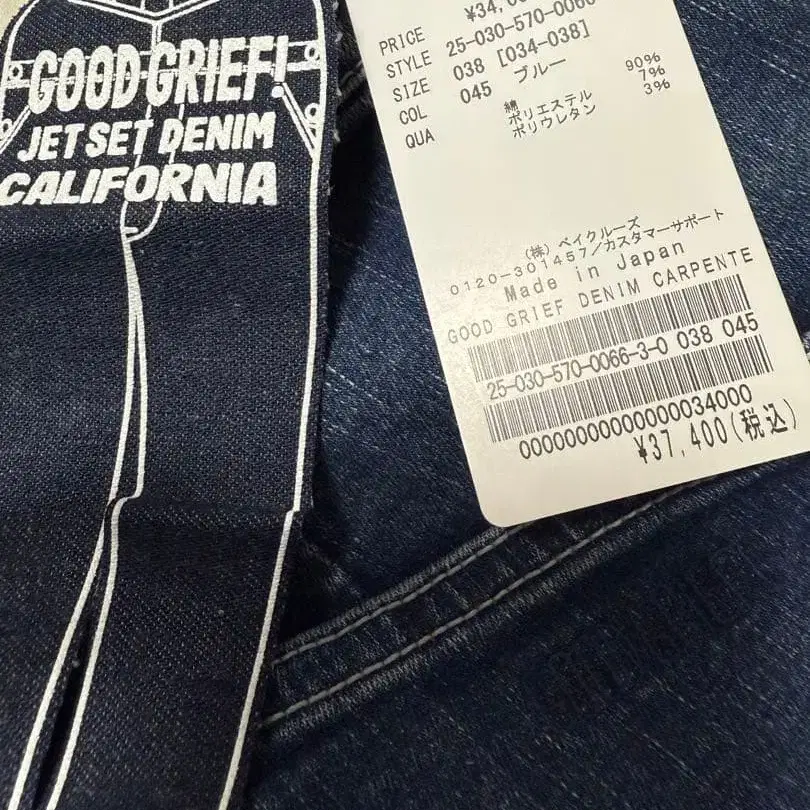 GOOD GRIEF!
JET SET DENIM
CALIFORNIA
PRICE ¥34,
STYLE 25-030-570-0066
SIZE 038 [034-038]
COL 045 ブルー
QUA 綿 90%
ポリエステル 7%
ポリウレタン 3%
(株) ベイクルーズ
0120-301457/カスタマーサポート
Made in Japan
GOOD GRIEF DENIM CARPENTE
25-030-570-0066-3-0 038 045
00000000000000034000
¥37,400(税込)